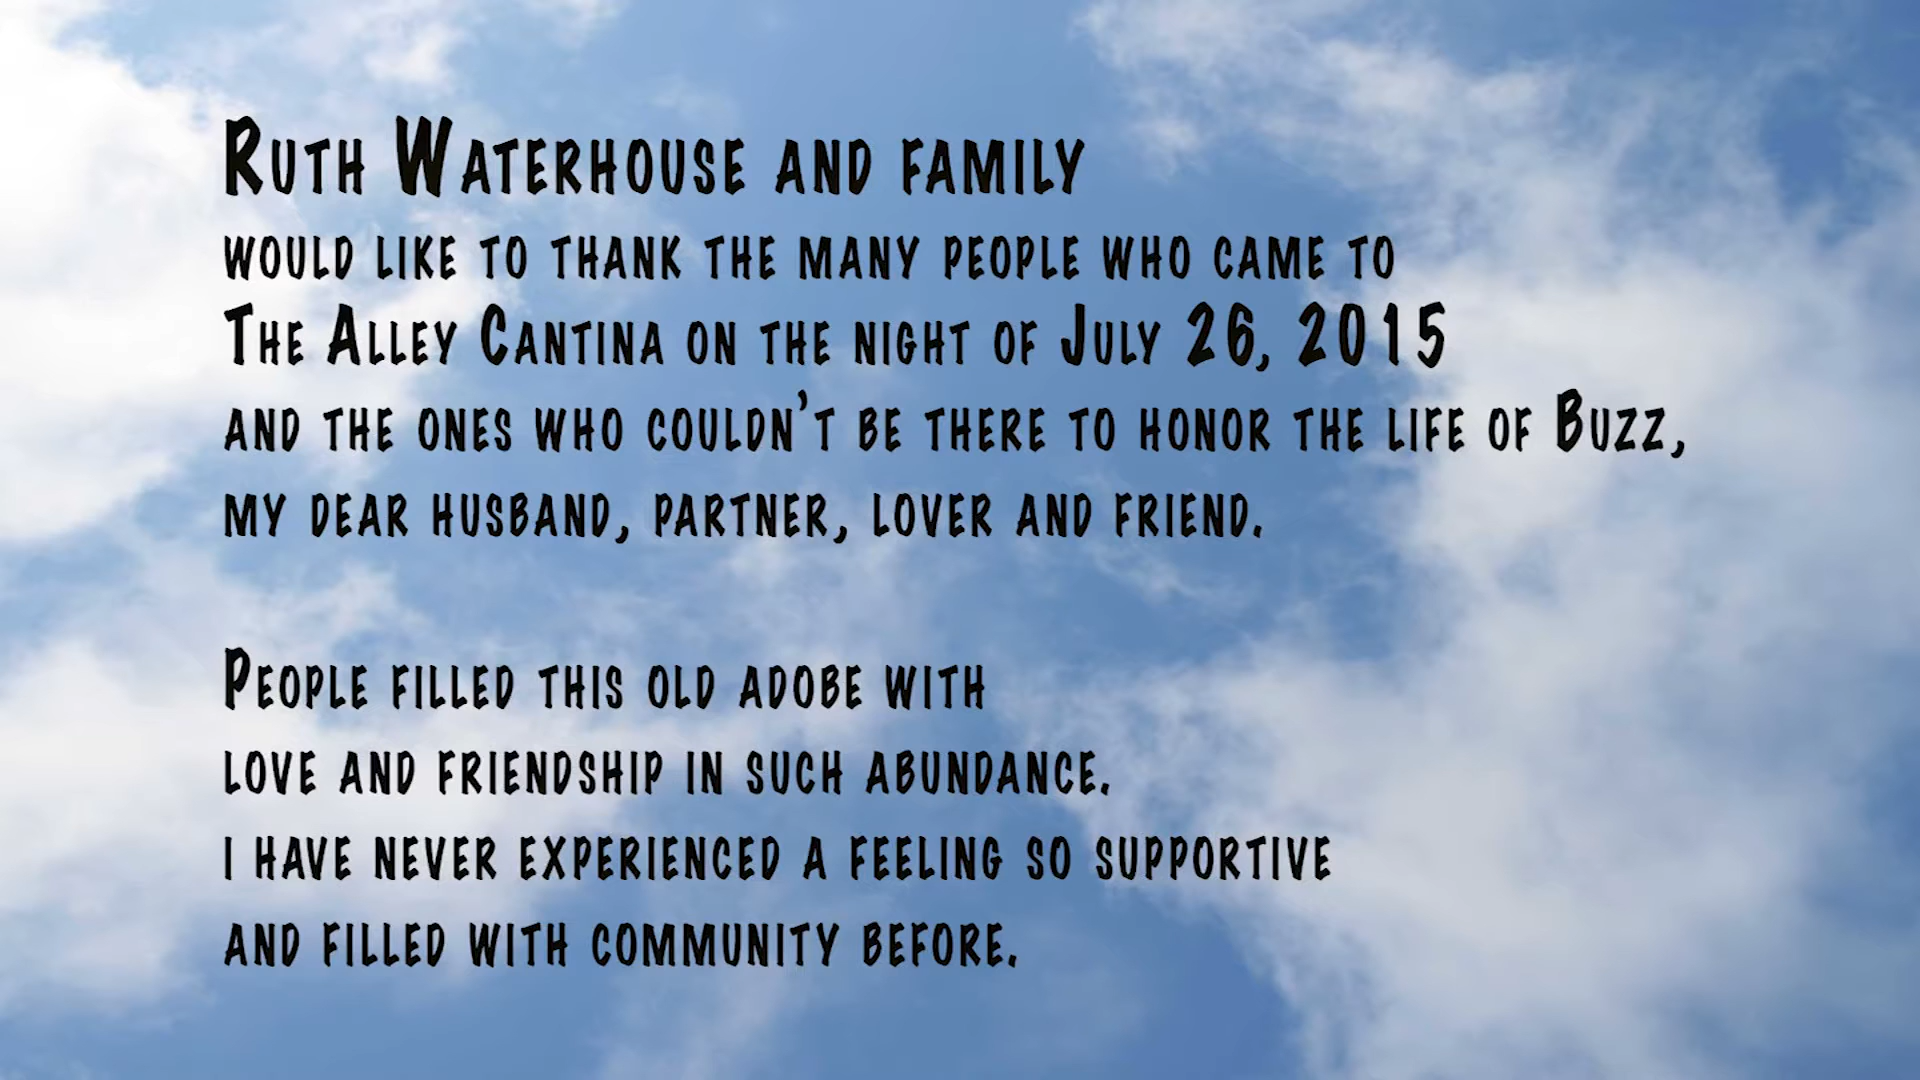 Ruth Waterhouse and family
would like to thank the many people who came to
The Alley Cantina on the night of July 26, 2015
and the ones who couldn't be there to honor the life of Buzz,
my dear husband, partner, lover and friend.
People filled this old adobe with
love and friendship in such abundance.
I have never experienced a feeling so supportive
and filled with community before.